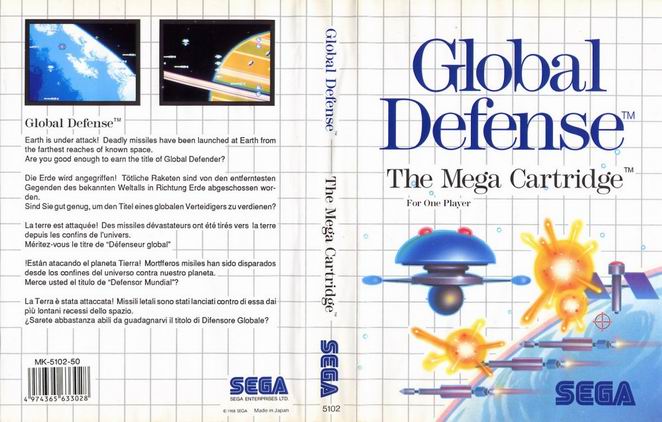 Global Defense™
Earth is under attack! Deadly missiles have been launched at Earth from
the farthest reaches of known space.
Are you good enough to earn the title of Global Defender?
Die Erde wird angegriffen! Tötliche Raketen sind von den entferntesten
Gegenden des bekannten Weltalls in Richtung Erde abgeschossen wor-
den.
Sind Sie gut genug, um den Titel eines globalen Verteidigers zu verdienen?
La terre est attaquée! Des missiles dévastateurs ont été tirés vers la terre
depuis les confins de l'univers.
Méritez-vous le titre de "Défenseur global"
!Están atacando el planeta Tierra! Mortfferos misiles han sido disparados
desde los confines del universo contra nuestro planeta.
Merce usted el titulo de "Defensor Mundial"?
La Terra è stata attaccata! Missili letali sono stati lanciati contro di essa dai
più lontani recessi dello spazio.
¿Sarete abbastanza abili da guadagnarvi il titolo di Difensore Globale?
MK-5102-50
4 974365 633028
SEGA
SEGA ENTERPRISES LTD.
© 1988 SEGA Made in Japan
Global Defense™
The Mega Cartridge™
SEGA
5102
Global
Defense™
The Mega Cartridge™
For One Player
SEGA